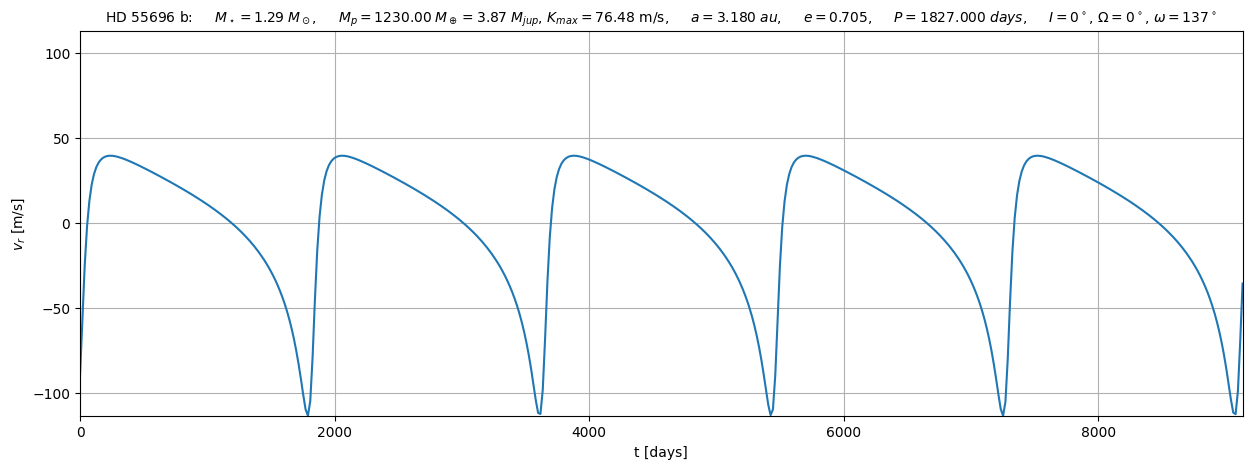 HD 55696 b: M⋆ = 1.29 M⊙, Mp = 1230.00 M⊕ = 3.87 Mjup, Kmax = 76.48 m/s, a = 3.180 au, e = 0.705, P = 1827.000 days, I = 0°, Ω = 0°, ω = 137°
100
50
0
−50
−100
vr [m/s]
0 2000 4000 6000 8000
t [days]